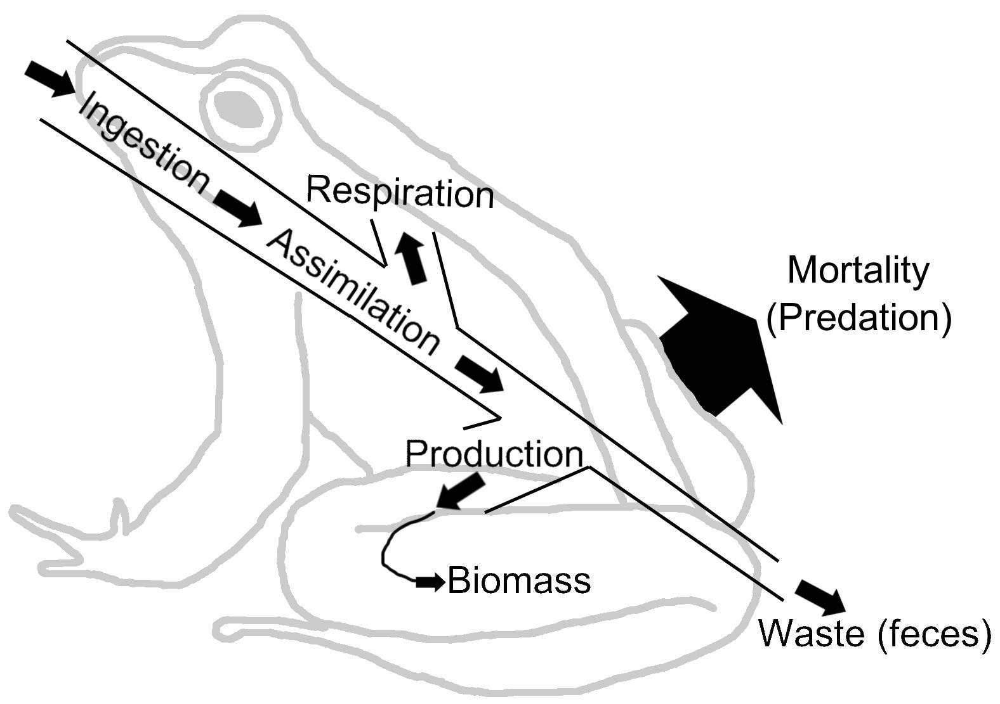 Ingestion
Respiration
Assimilation
Mortality
(Predation)
Production
Biomass
Waste (feces)